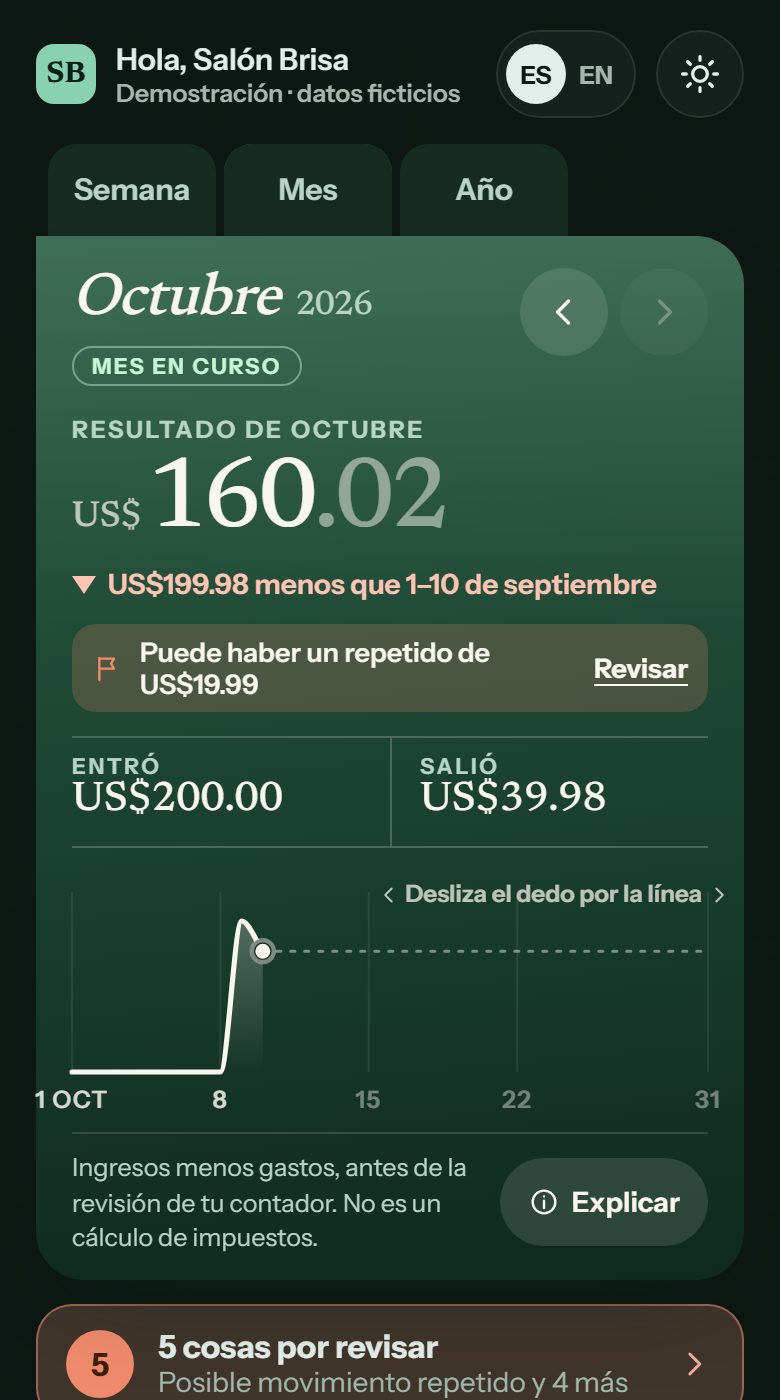 SB
Hola, Salón Brisa
Demostración · datos ficticios
ES EN
Semana Mes Año
Octubre 2026
MES EN CURSO
RESULTADO DE OCTUBRE
US$ 160.02
US$199.98 menos que 1–10 de septiembre
Puede haber un repetido de
US$19.99
Revisar
ENTRÓ
US$200.00
SALIÓ
US$39.98
Desliza el dedo por la línea
1 OCT 8 15 22 31
Ingresos menos gastos, antes de la
revisión de tu contador. No es un
cálculo de impuestos.
Explicar
5
5 cosas por revisar
Posible movimiento repetido y 4 más